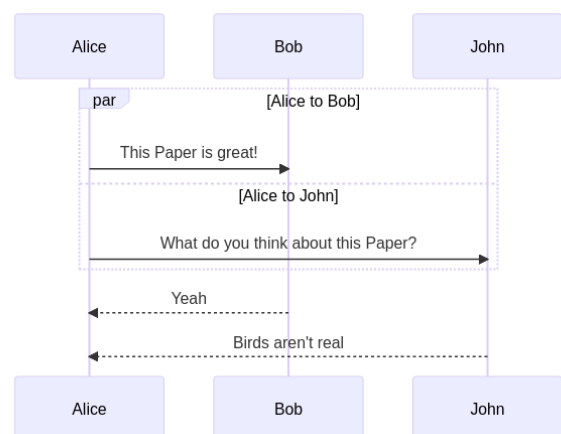 Alice Bob John
par [Alice to Bob]
This Paper is great!
[Alice to John]
What do you think about this Paper?
Yeah
Birds aren't real
Alice Bob John